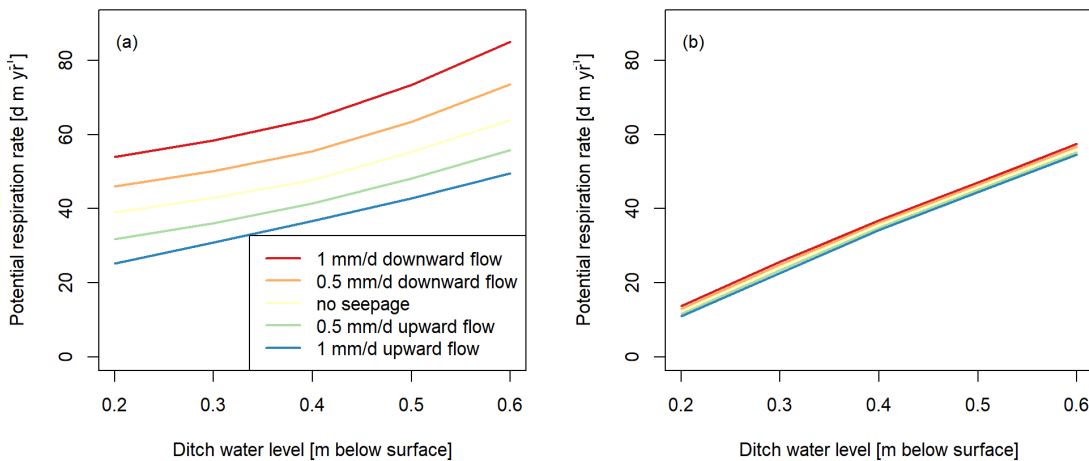 (a)
Potential respiration rate [d m yr⁻¹]
80
60
40
20
0
1 mm/d downward flow
0.5 mm/d downward flow
no seepage
0.5 mm/d upward flow
1 mm/d upward flow
0.2 0.3 0.4 0.5 0.6
Ditch water level [m below surface]
(b)
Potential respiration rate [d m yr⁻¹]
80
60
40
20
0
0.2 0.3 0.4 0.5 0.6
Ditch water level [m below surface]